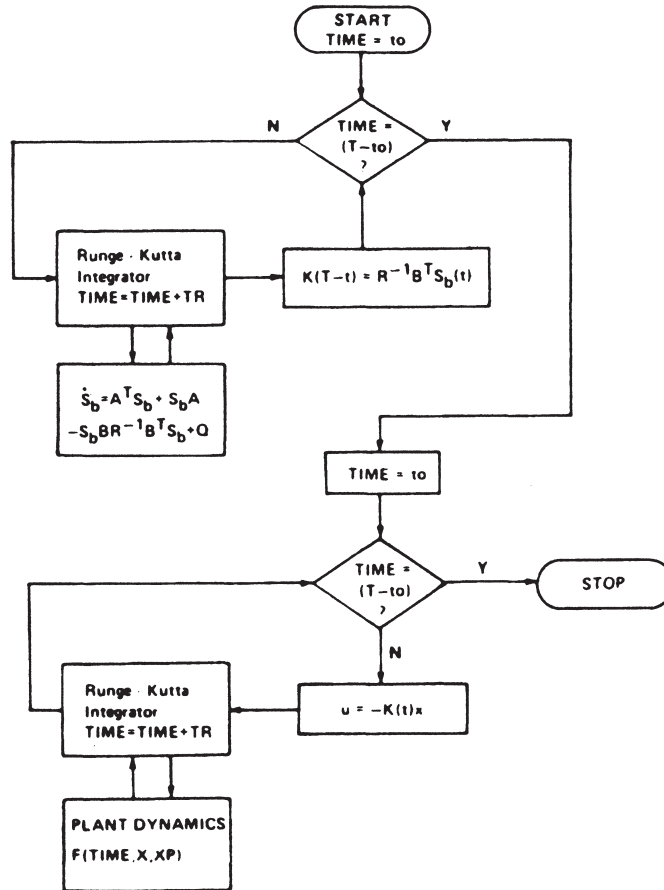 START
TIME = to
TIME =
(T-to)
?
N
Y
Runge - Kutta
Integrator
TIME=TIME+TR
K(T-t) = R⁻¹BᵀS_b(t)
Ṡ_b=AᵀS_b + S_bA
-S_bBR⁻¹BᵀS_b+Q
TIME = to
TIME =
(T-to)
?
Y
STOP
N
Runge - Kutta
Integrator
TIME=TIME+TR
u = -K(t)x
PLANT DYNAMICS
F(TIME,X,XP)